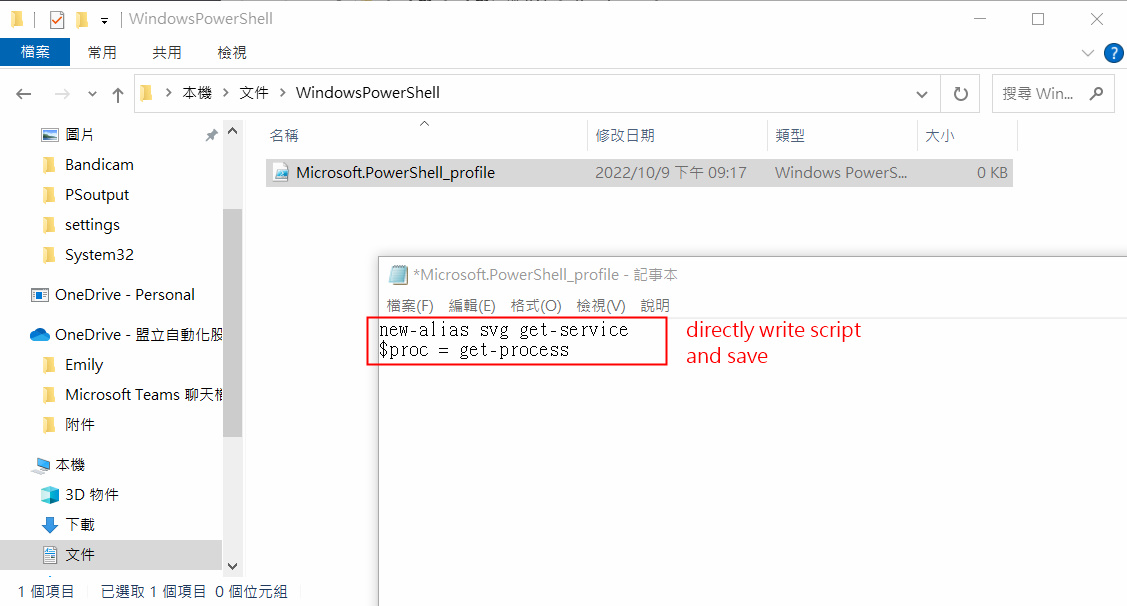 WindowsPowerShell
檔案 常用 共用 檢視
本機 文件 WindowsPowerShell
搜尋 Win...
名稱 修改日期 類型 大小
Microsoft.PowerShell_profile 2022/10/9 下午 09:17 Windows PowerS... 0 KB
圖片
Bandicam
PSoutput
settings
System32
OneDrive - Personal
OneDrive - 盟立自動化股
Emily
Microsoft Teams 聊天檔
附件
本機
3D 物件
下載
文件
*Microsoft.PowerShell_profile - 記事本
檔案(F) 編輯(E) 格式(O) 檢視(V) 說明
new-alias svg get-service
$proc = get-process
directly write script
and save
1 個項目 已選取 1 個項目 0 個位元組